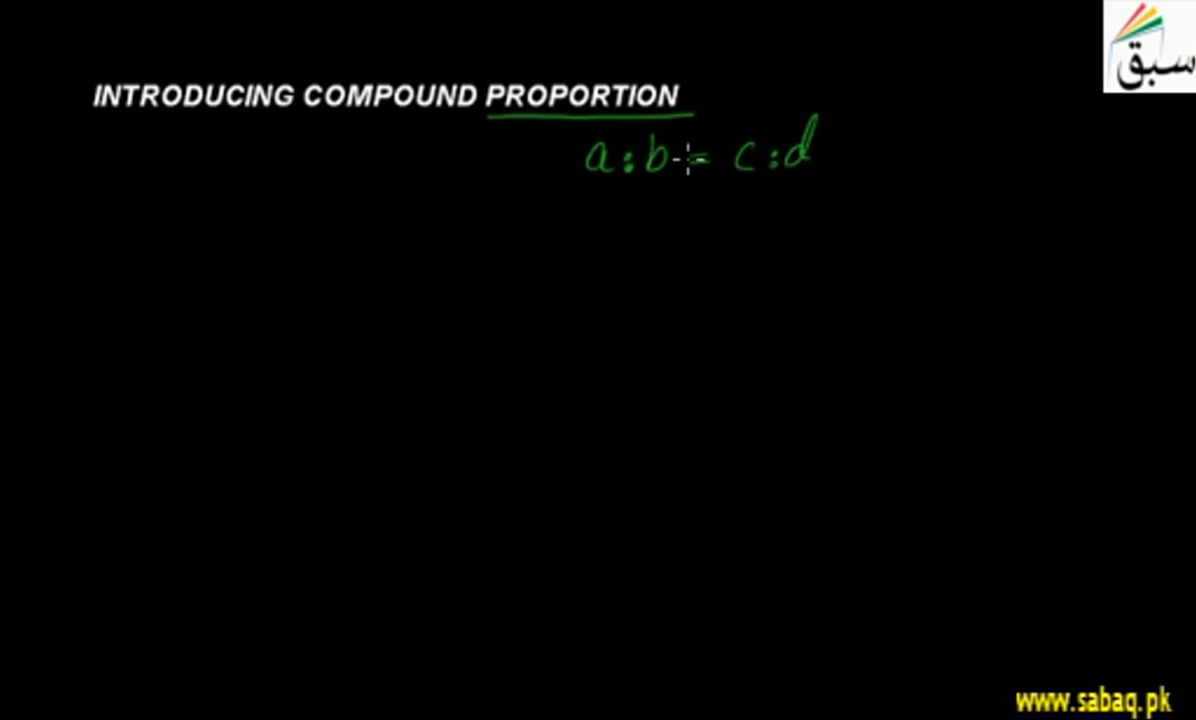 سبق
INTRODUCING COMPOUND PROPORTION
a : b = c : d
www.sabaq.pk